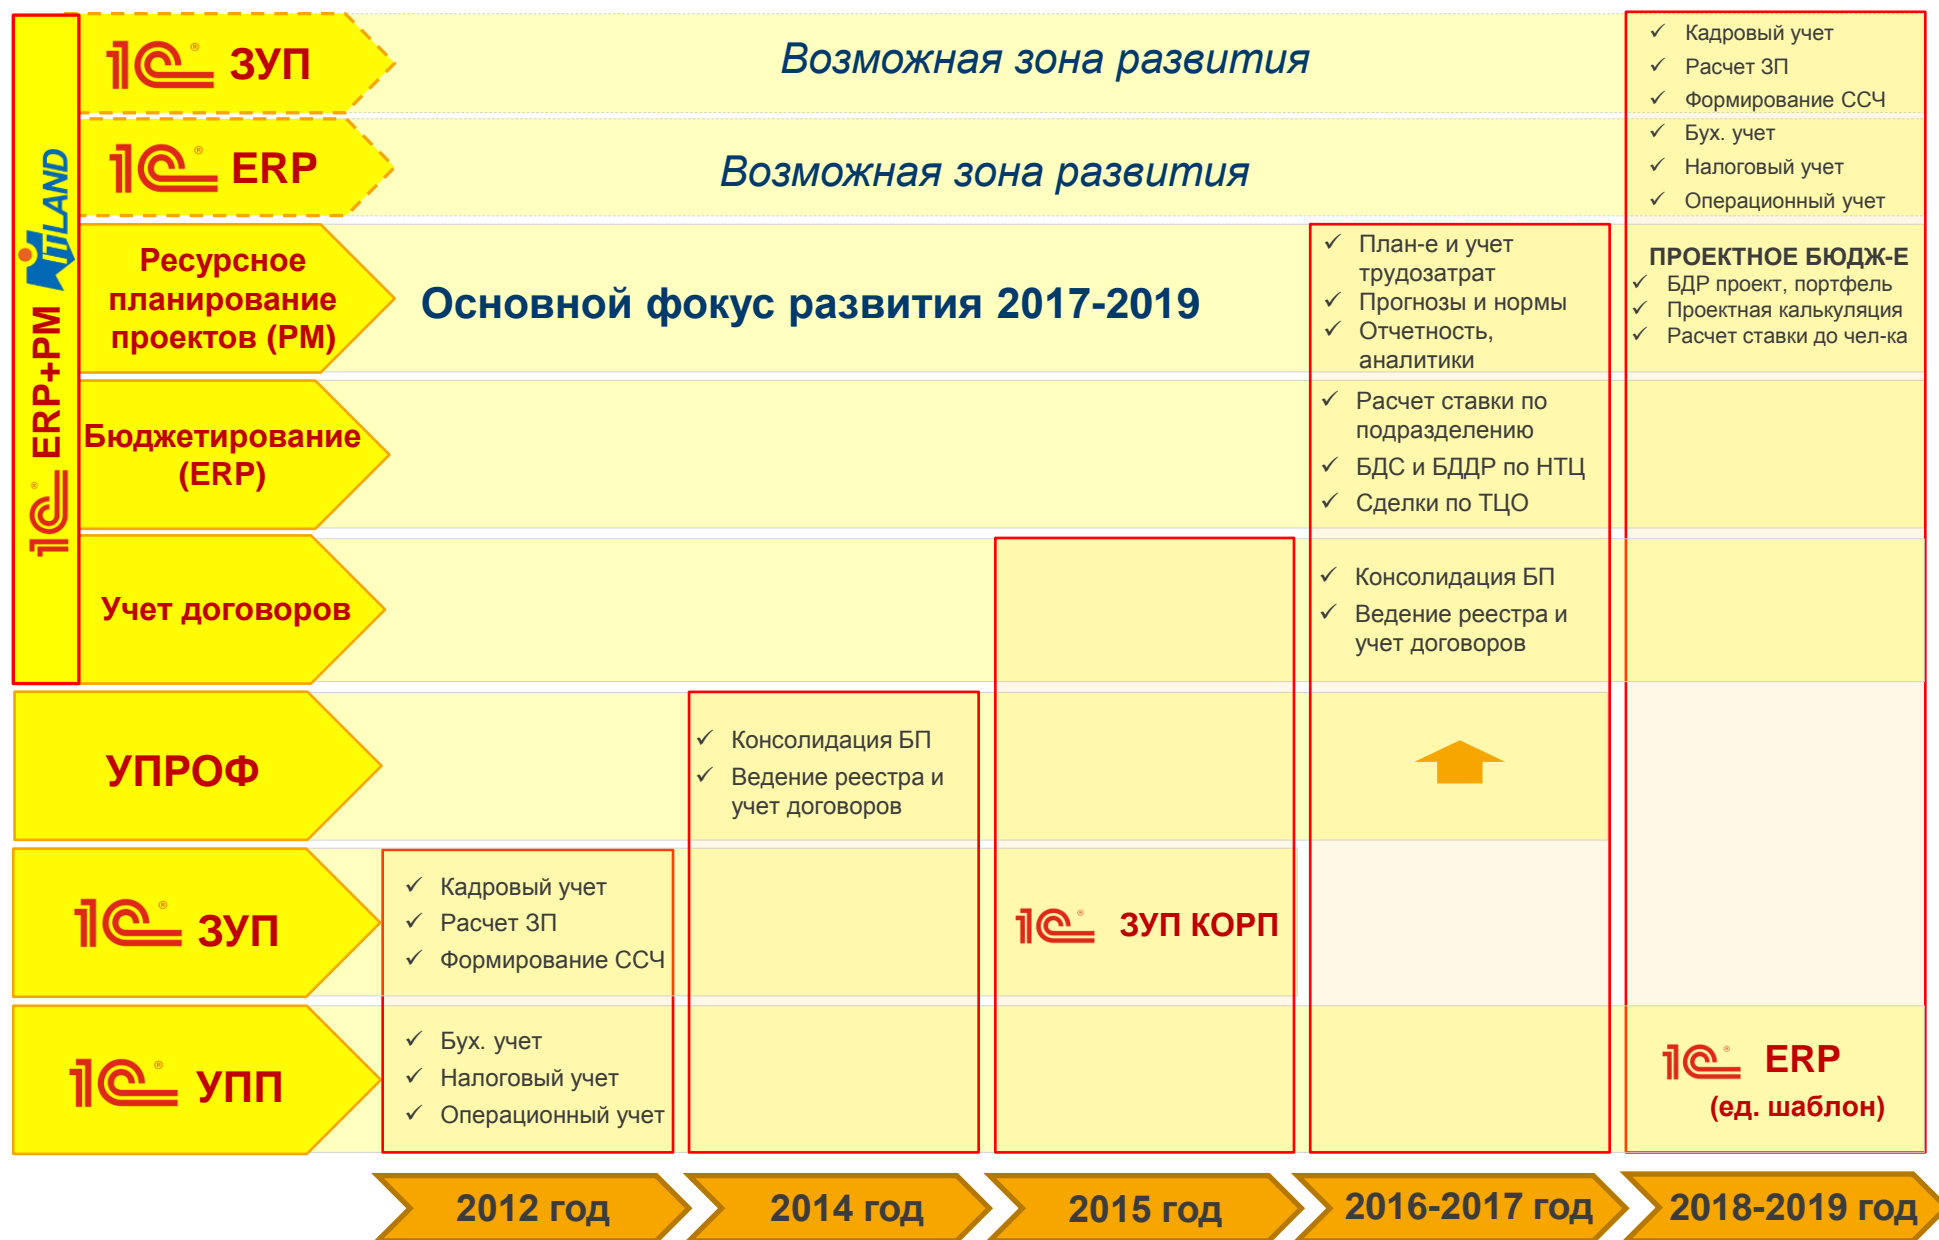 1С ERP+PM ITLAND
1С® ЗУП
Возможная зона развития
✓ Кадровый учет
✓ Расчет ЗП
✓ Формирование ССЧ
1С® ERP
Возможная зона развития
✓ Бух. учет
✓ Налоговый учет
✓ Операционный учет
Ресурсное
планирование
проектов (PM)
Основной фокус развития 2017-2019
✓ План-е и учет
трудозатрат
✓ Прогнозы и нормы
✓ Отчетность,
аналитики
ПРОЕКТНОЕ БЮДЖ-Е
✓ БДР проект, портфель
✓ Проектная калькуляция
✓ Расчет ставки до чел-ка
Бюджетирование
(ERP)
✓ Расчет ставки по
подразделению
✓ БДС и БДДР по НТЦ
✓ Сделки по ТЦО
Учет договоров
✓ Консолидация БП
✓ Ведение реестра и
учет договоров
УПРОФ
✓ Консолидация БП
✓ Ведение реестра и
учет договоров
1С® ЗУП
✓ Кадровый учет
✓ Расчет ЗП
✓ Формирование ССЧ
1С® ЗУП КОРП
1С® УПП
✓ Бух. учет
✓ Налоговый учет
✓ Операционный учет
1С® ERP
(ед. шаблон)
2012 год
2014 год
2015 год
2016-2017 год
2018-2019 год